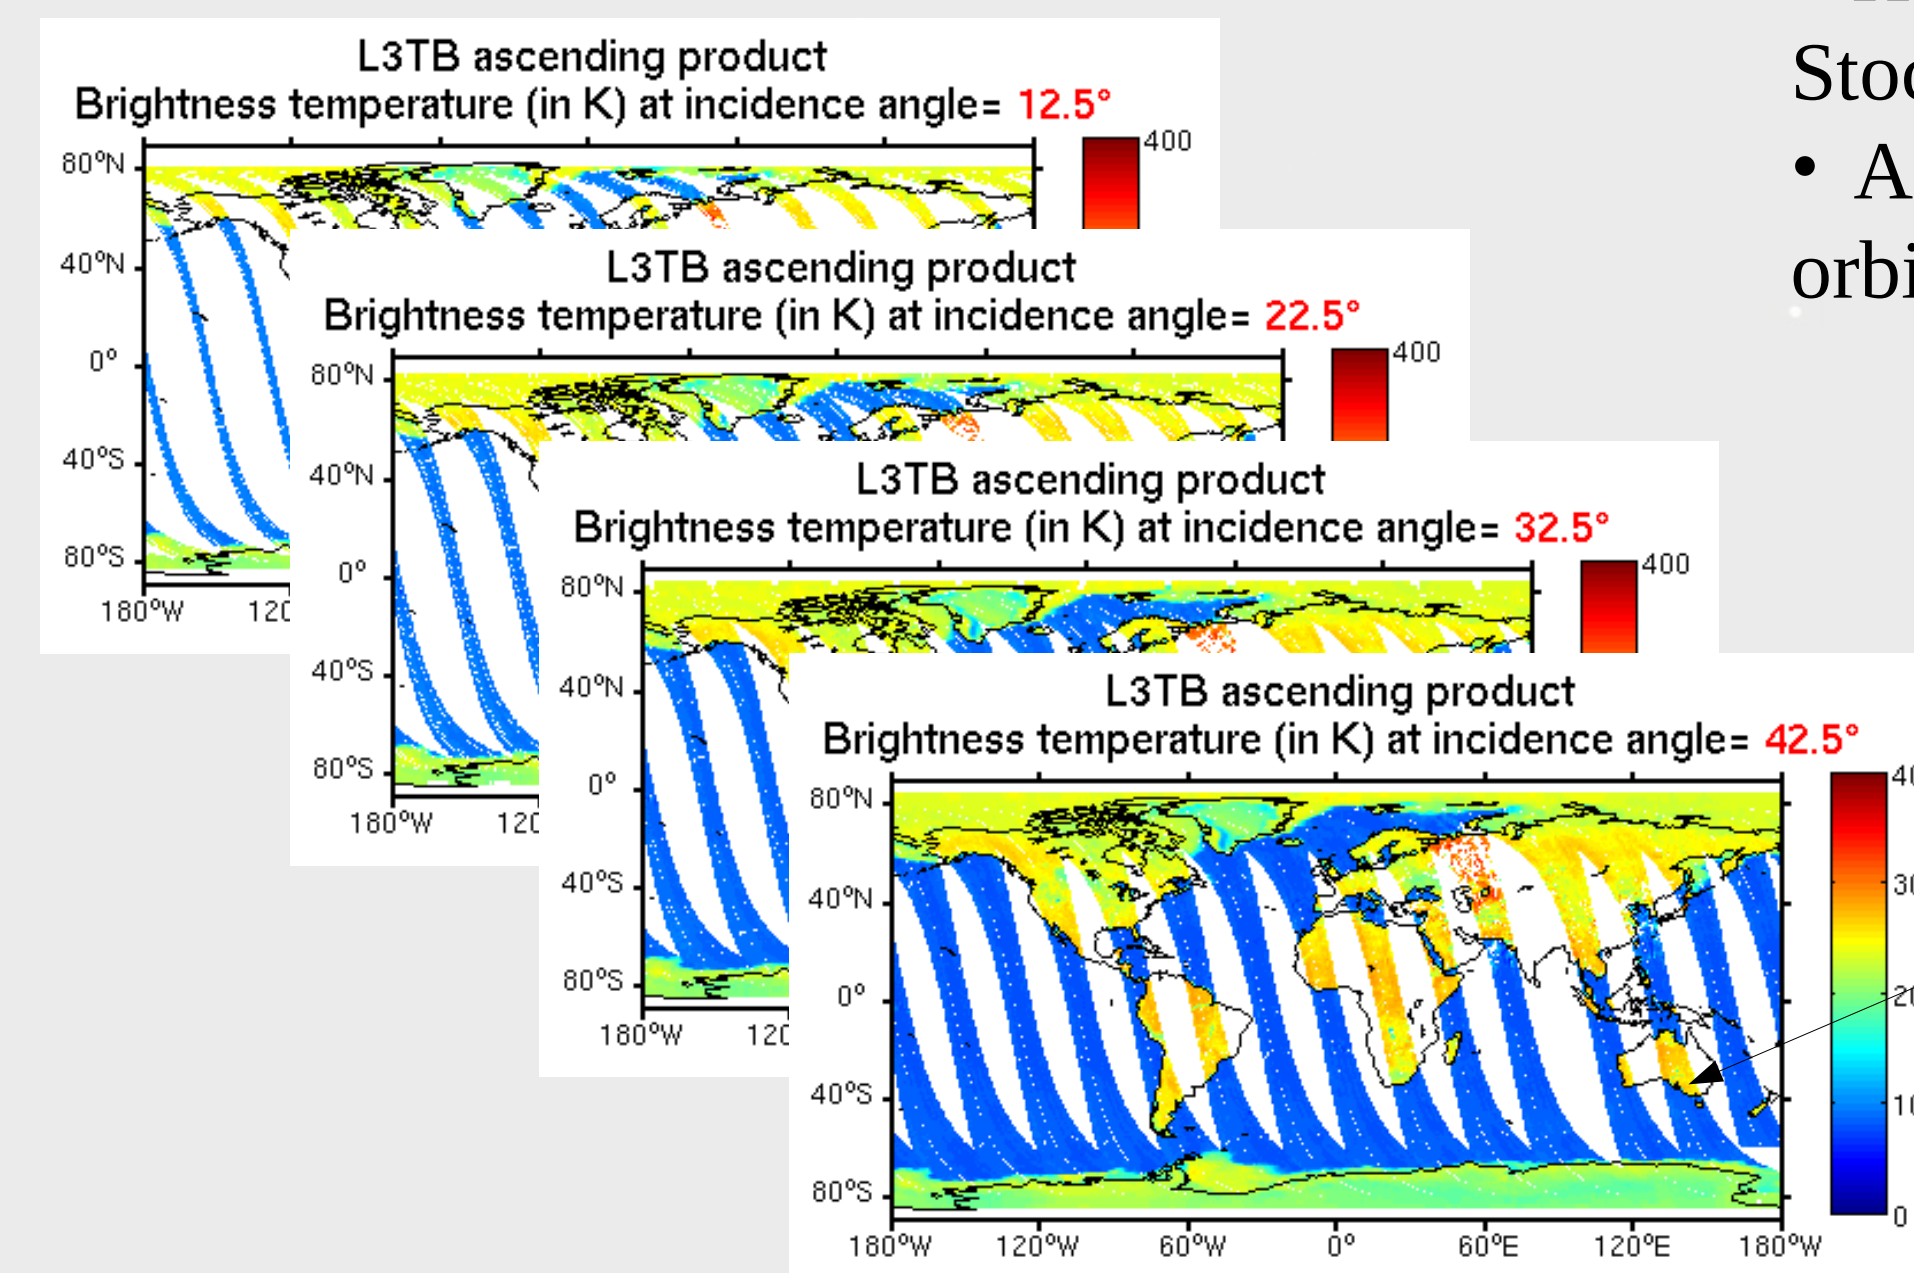 L3TB ascending product
Brightness temperature (in K) at incidence angle= 12.5°
80°N
40°N
0°
40°S
80°S
180°W
400
L3TB ascending product
Brightness temperature (in K) at incidence angle= 22.5°
80°N
40°N
0°
40°S
80°S
180°W
400
L3TB ascending product
Brightness temperature (in K) at incidence angle= 32.5°
80°N
40°N
0°
40°S
80°S
180°W
400
L3TB ascending product
Brightness temperature (in K) at incidence angle= 42.5°
80°N
40°N
0°
40°S
80°S
180°W 120°W 60°W 0° 60°E 120°E 180°W
0
• A